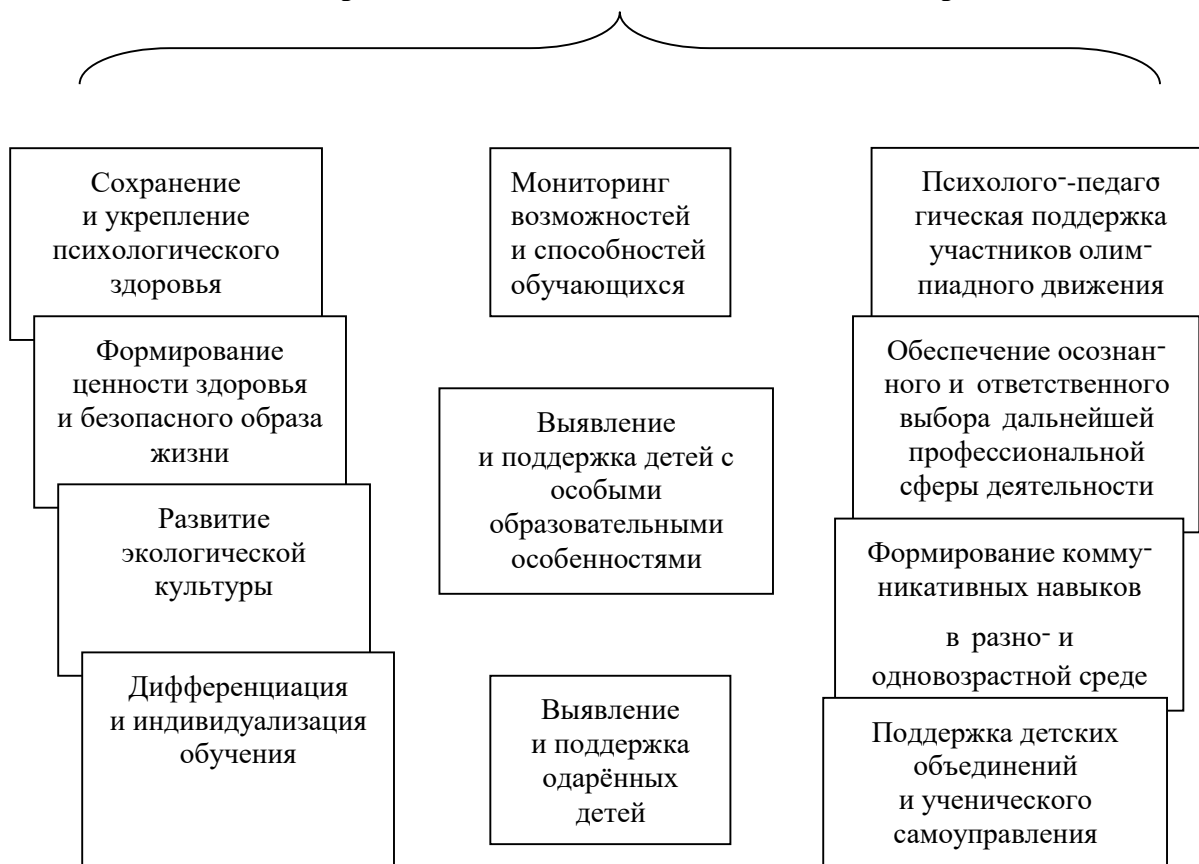 Сохранение
и укрепление
психологического
здоровья
Формирование
ценности здоровья
и безопасного образа
жизни
Развитие
экологической
культуры
Дифференциация
и индивидуализация
обучения
Мониторинг
возможностей
и способностей
обучающихся
Выявление
и поддержка детей с
особыми
образовательными
особенностями
Выявление
и поддержка
одарённых
детей
Психолого--педаго
гическая поддержка
участников олим-
пиадного движения
Обеспечение осознан-
ного и ответственного
выбора дальнейшей
профессиональной
сферы деятельности
Формирование комму-
никативных навыков
в разно- и
одновозрастной среде
Поддержка детских
объединений
и ученического
самоуправления